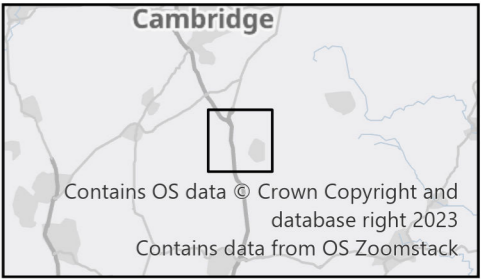 Cambridge
Contains OS data © Crown Copyright and
database right 2023
Contains data from OS Zoomstack